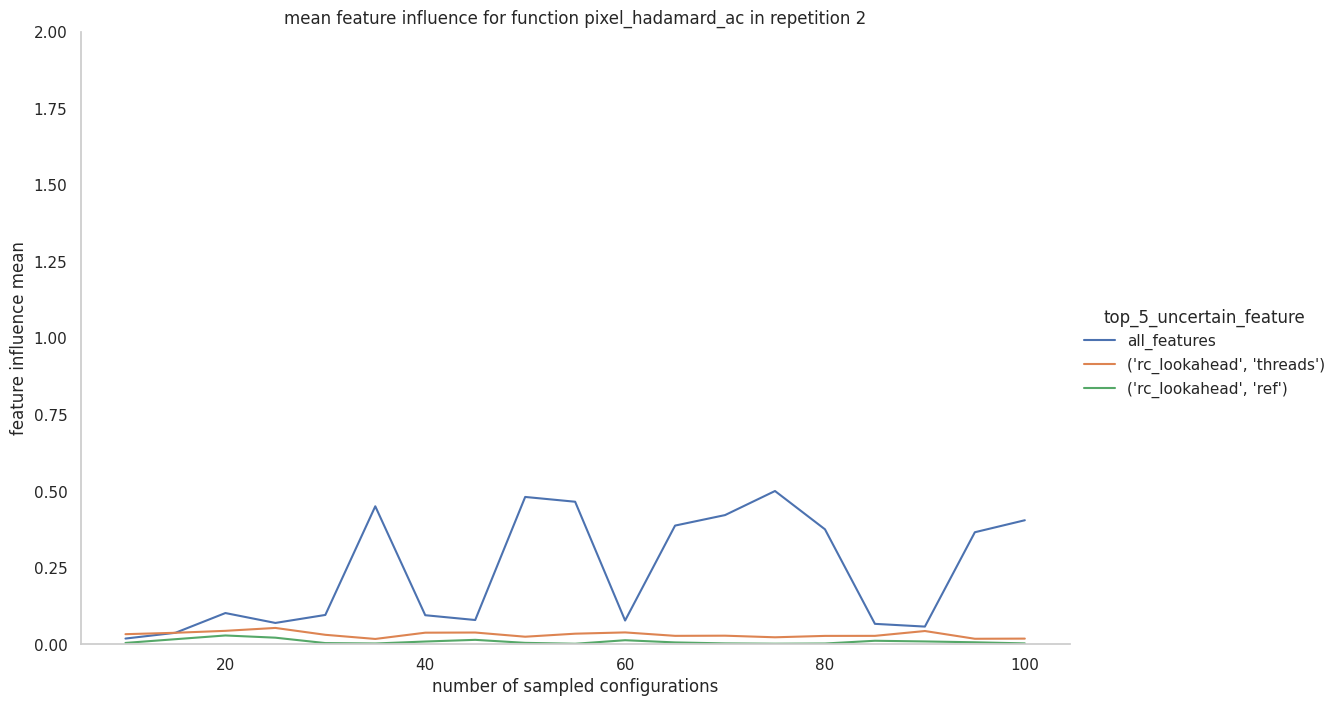 mean feature influence for function pixel_hadamard_ac in repetition 2
2.00
1.75
1.50
1.25
1.00
0.75
0.50
0.25
0.00
feature influence mean
20
40
60
80
100
number of sampled configurations
top_5_uncertain_feature
all_features
('rc_lookahead', 'threads')
('rc_lookahead', 'ref')